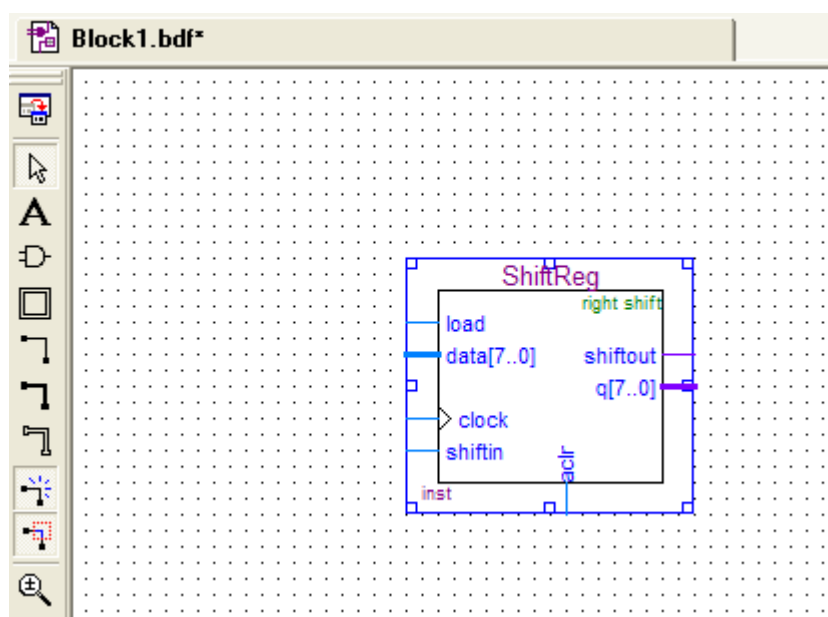 Block1.bdf*
A
ShiftReg
right shift
load
data[7..0] shiftout
q[7..0]
clock
shiftin
aclr
inst